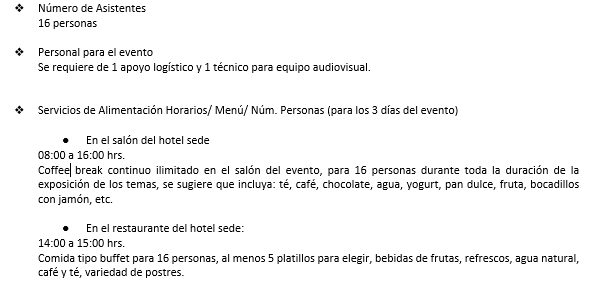 ❖ Número de Asistentes
16 personas
❖ Personal para el evento
Se requiere de 1 apoyo logístico y 1 técnico para equipo audiovisual.
❖ Servicios de Alimentación Horarios/ Menú/ Núm. Personas (para los 3 días del evento)
● En el salón del hotel sede
08:00 a 16:00 hrs.
Coffee break continuo ilimitado en el salón del evento, para 16 personas durante toda la duración de la
exposición de los temas, se sugiere que incluya: té, café, chocolate, agua, yogurt, pan dulce, fruta, bocadillos
con jamón, etc.
● En el restaurante del hotel sede:
14:00 a 15:00 hrs.
Comida tipo buffet para 16 personas, al menos 5 platillos para elegir, bebidas de frutas, refrescos, agua natural,
café y té, variedad de postres.